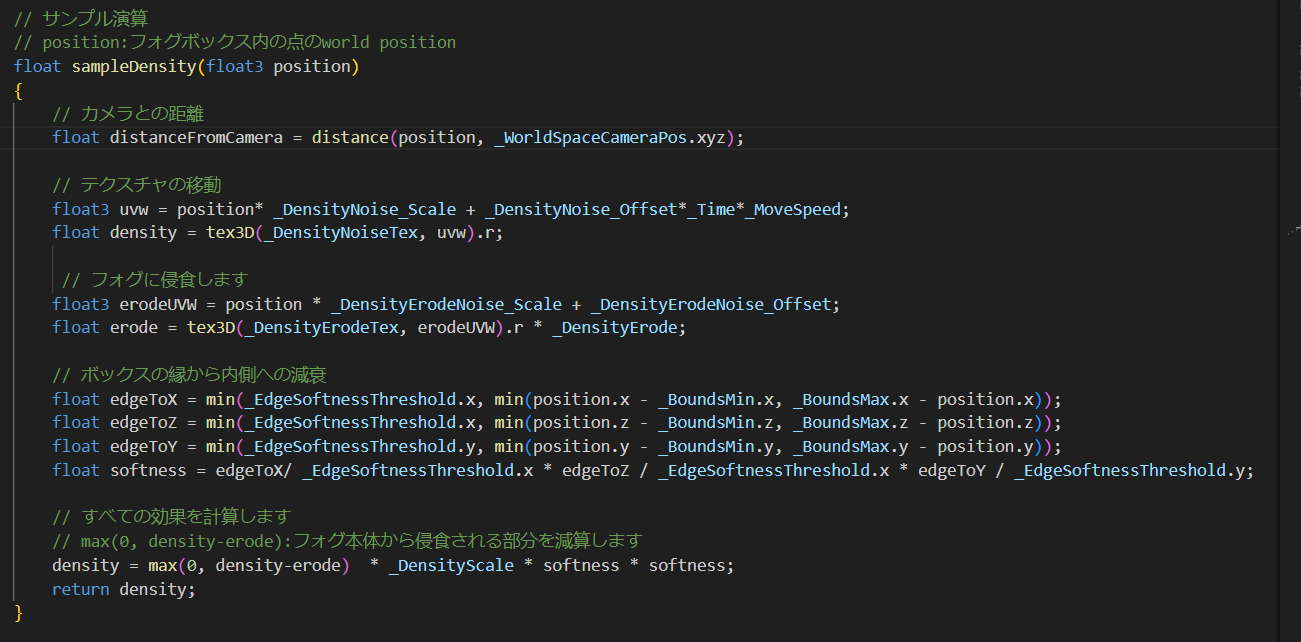 // サンプル演算
// position:フォグボックス内の点のworld position
float sampleDensity(float3 position)
{
// カメラとの距離
float distanceFromCamera = distance(position, _WorldSpaceCameraPos.xyz);
// テクスチャの移動
float3 uvw = position* _DensityNoise_Scale + _DensityNoise_Offset*_Time*_MoveSpeed;
float density = tex3D(_DensityNoiseTex, uvw).r;
// フォグに侵食します
float3 erodeUVW = position * _DensityErodeNoise_Scale + _DensityErodeNoise_Offset;
float erode = tex3D(_DensityErodeTex, erodeUVW).r * _DensityErode;
// ボックスの縁から内側への減衰
float edgeToX = min(_EdgeSoftnessThreshold.x, min(position.x - _BoundsMin.x, _BoundsMax.x - position.x));
float edgeToZ = min(_EdgeSoftnessThreshold.x, min(position.z - _BoundsMin.z, _BoundsMax.z - position.z));
float edgeToY = min(_EdgeSoftnessThreshold.y, min(position.y - _BoundsMin.y, _BoundsMax.y - position.y));
float softness = edgeToX/ _EdgeSoftnessThreshold.x * edgeToZ / _EdgeSoftnessThreshold.x * edgeToY / _EdgeSoftnessThreshold.y;
// すべての効果を計算します
// max(0, density-erode):フォグ本体から侵食される部分を減算します
density = max(0, density-erode)  * _DensityScale * softness * softness;
return density;
}